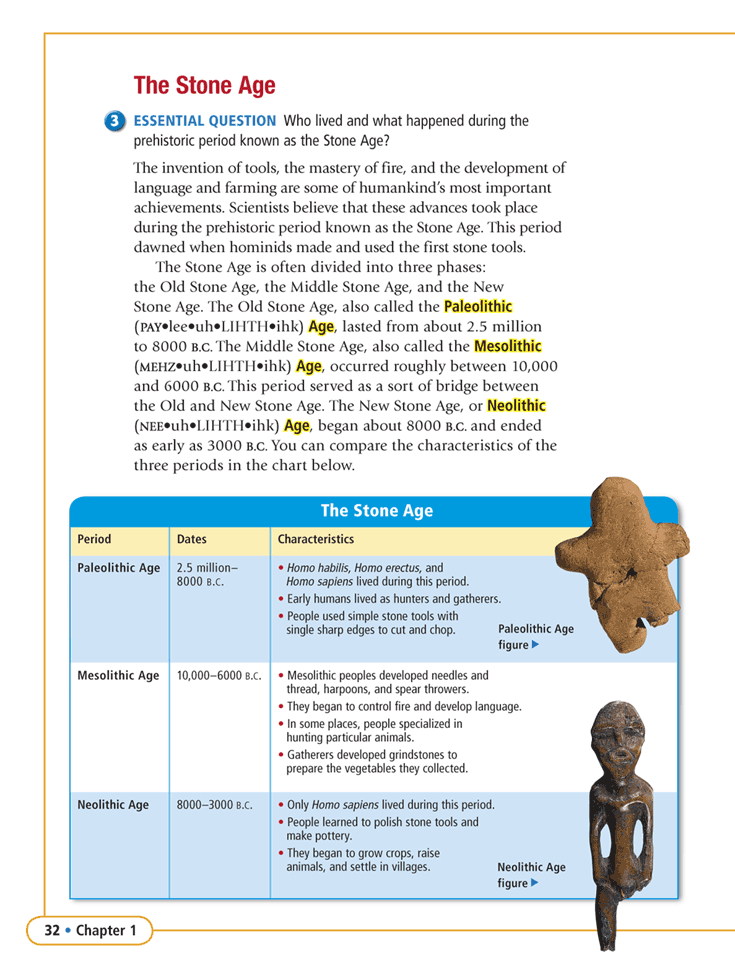 The Stone Age
3 ESSENTIAL QUESTION Who lived and what happened during the
prehistoric period known as the Stone Age?
The invention of tools, the mastery of fire, and the development of
language and farming are some of humankind's most important
achievements. Scientists believe that these advances took place
during the prehistoric period known as the Stone Age. This period
dawned when hominids made and used the first stone tools.
The Stone Age is often divided into three phases:
the Old Stone Age, the Middle Stone Age, and the New
Stone Age. The Old Stone Age, also called the Paleolithic
(PAY•lee•uh•LIHTH•ihk) Age, lasted from about 2.5 million
to 8000 B.C. The Middle Stone Age, also called the Mesolithic
(MEHZ•uh•LIHTH•ihk) Age, occurred roughly between 10,000
and 6000 B.C. This period served as a sort of bridge between
the Old and New Stone Age. The New Stone Age, or Neolithic
(NEE•uh•LIHTH•ihk) Age, began about 8000 B.C. and ended
as early as 3000 B.C. You can compare the characteristics of the
three periods in the chart below.
The Stone Age
Period Dates Characteristics
Paleolithic Age 2.5 million– • Homo habilis, Homo erectus, and
8000 B.C. Homo sapiens lived during this period.
• Early humans lived as hunters and gatherers.
• People used simple stone tools with
single sharp edges to cut and chop. Paleolithic Age
figure ▶
Mesolithic Age 10,000–6000 B.C. • Mesolithic peoples developed needles and
thread, harpoons, and spear throwers.
• They began to control fire and develop language.
• In some places, people specialized in
hunting particular animals.
• Gatherers developed grindstones to
prepare the vegetables they collected.
Neolithic Age 8000–3000 B.C. • Only Homo sapiens lived during this period.
• People learned to polish stone tools and
make pottery.
• They began to grow crops, raise
animals, and settle in villages. Neolithic Age
figure ▶
32 • Chapter 1